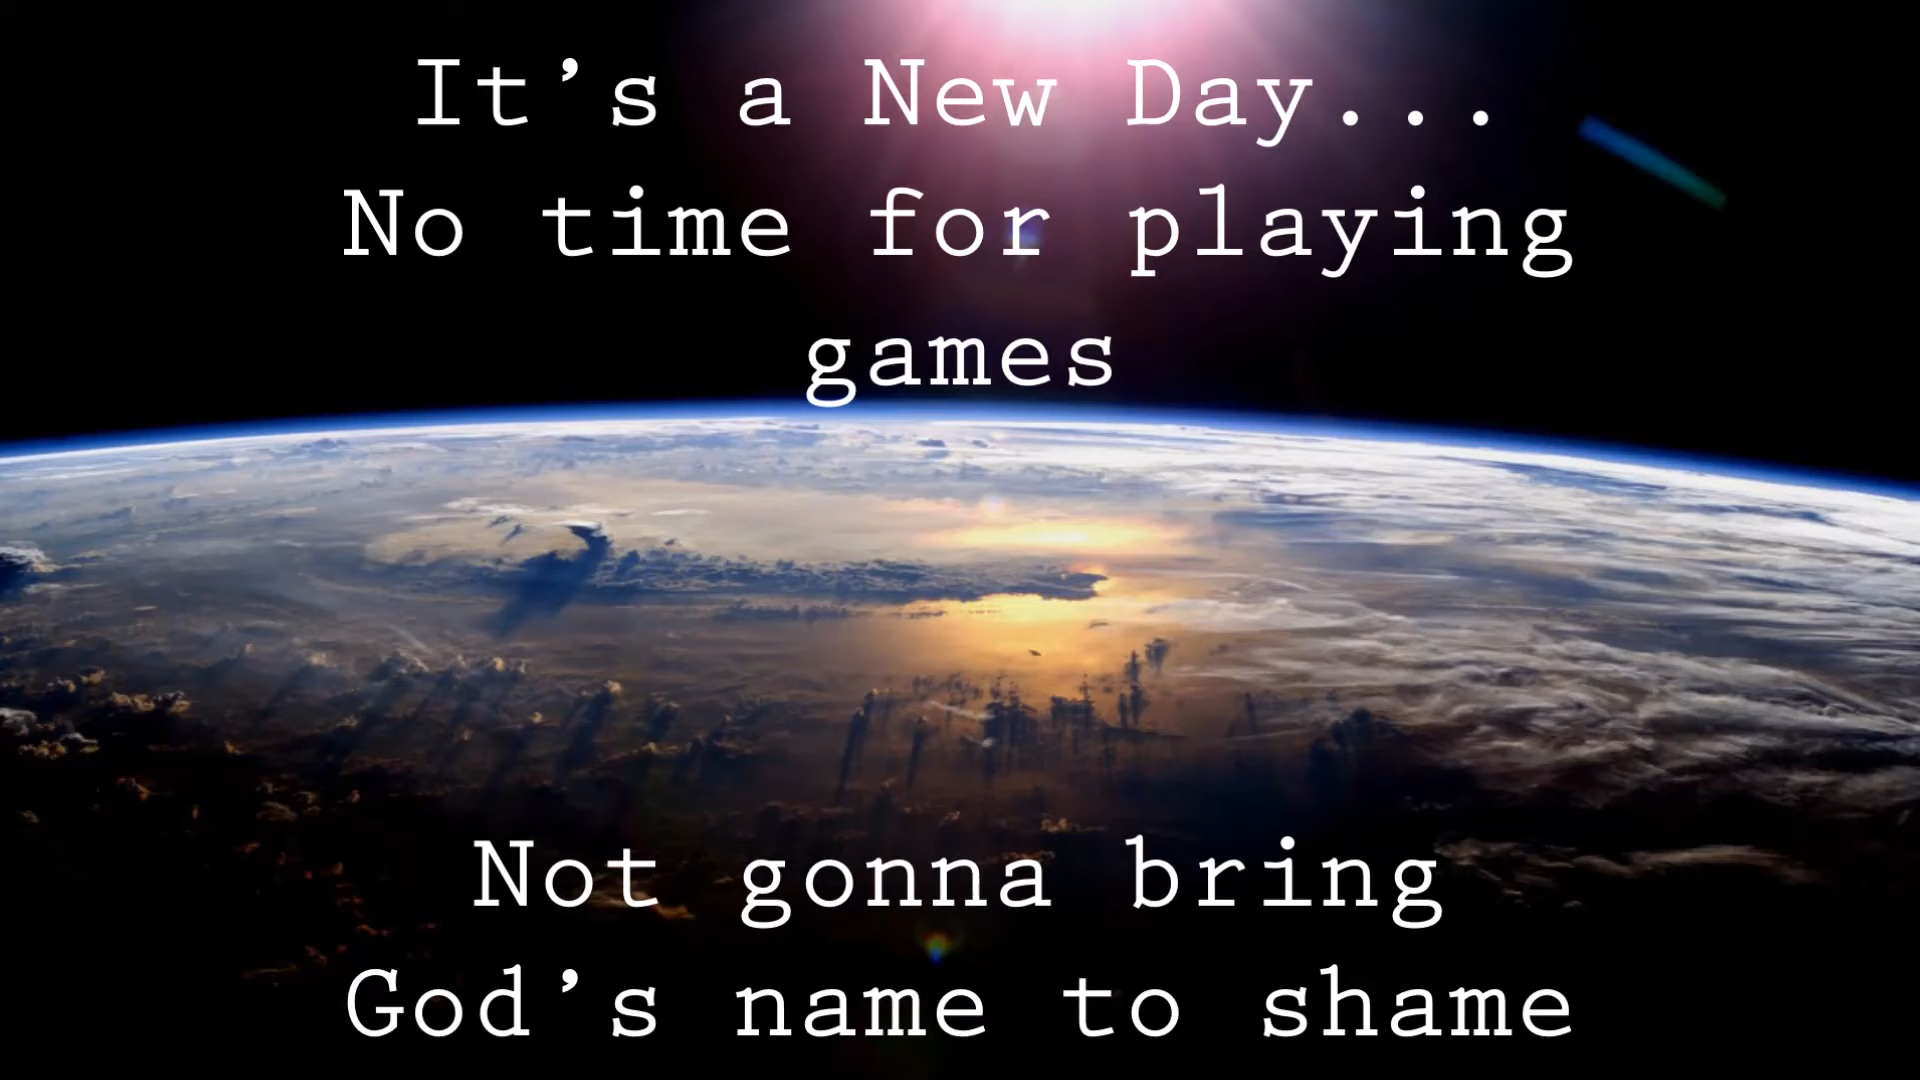 It’s a New Day...
No time for playing
games
Not gonna bring
God’s name to shame